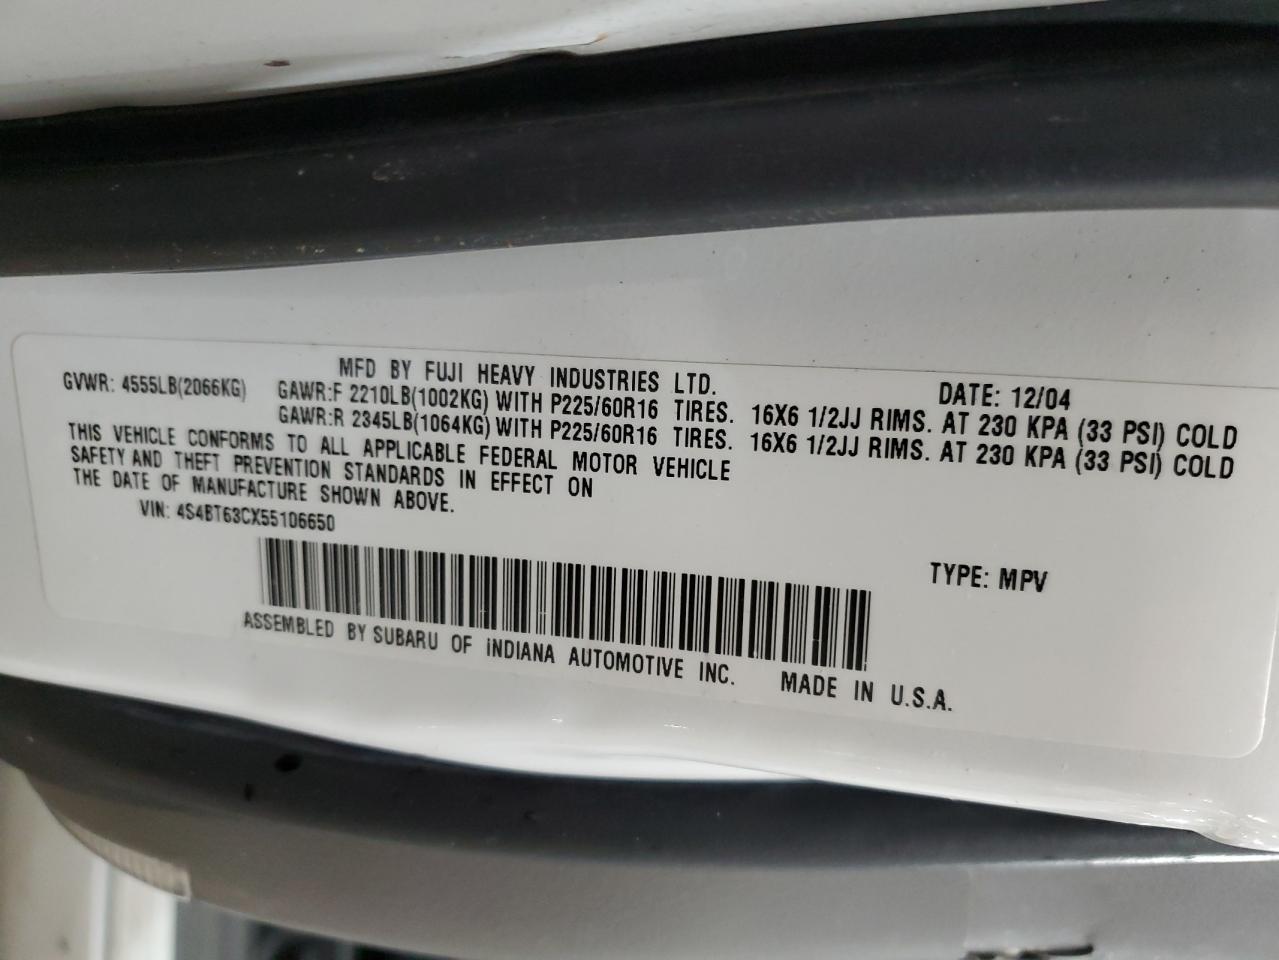 MFD BY FUJI HEAVY INDUSTRIES LTD. DATE: 12/04
GVWR: 4555LB(2066KG) GAWR:F 2210LB(1002KG) WITH P225/60R16 TIRES. 16X6 1/2JJ RIMS. AT 230 KPA (33 PSI) COLD
GAWR:R 2345LB(1064KG) WITH P225/60R16 TIRES. 16X6 1/2JJ RIMS. AT 230 KPA (33 PSI) COLD
THIS VEHICLE CONFORMS TO ALL APPLICABLE FEDERAL MOTOR VEHICLE
SAFETY AND THEFT PREVENTION STANDARDS IN EFFECT ON
THE DATE OF MANUFACTURE SHOWN ABOVE.
VIN: 4S4BT63CX55106650
TYPE: MPV
ASSEMBLED BY SUBARU OF INDIANA AUTOMOTIVE INC. MADE IN U.S.A.